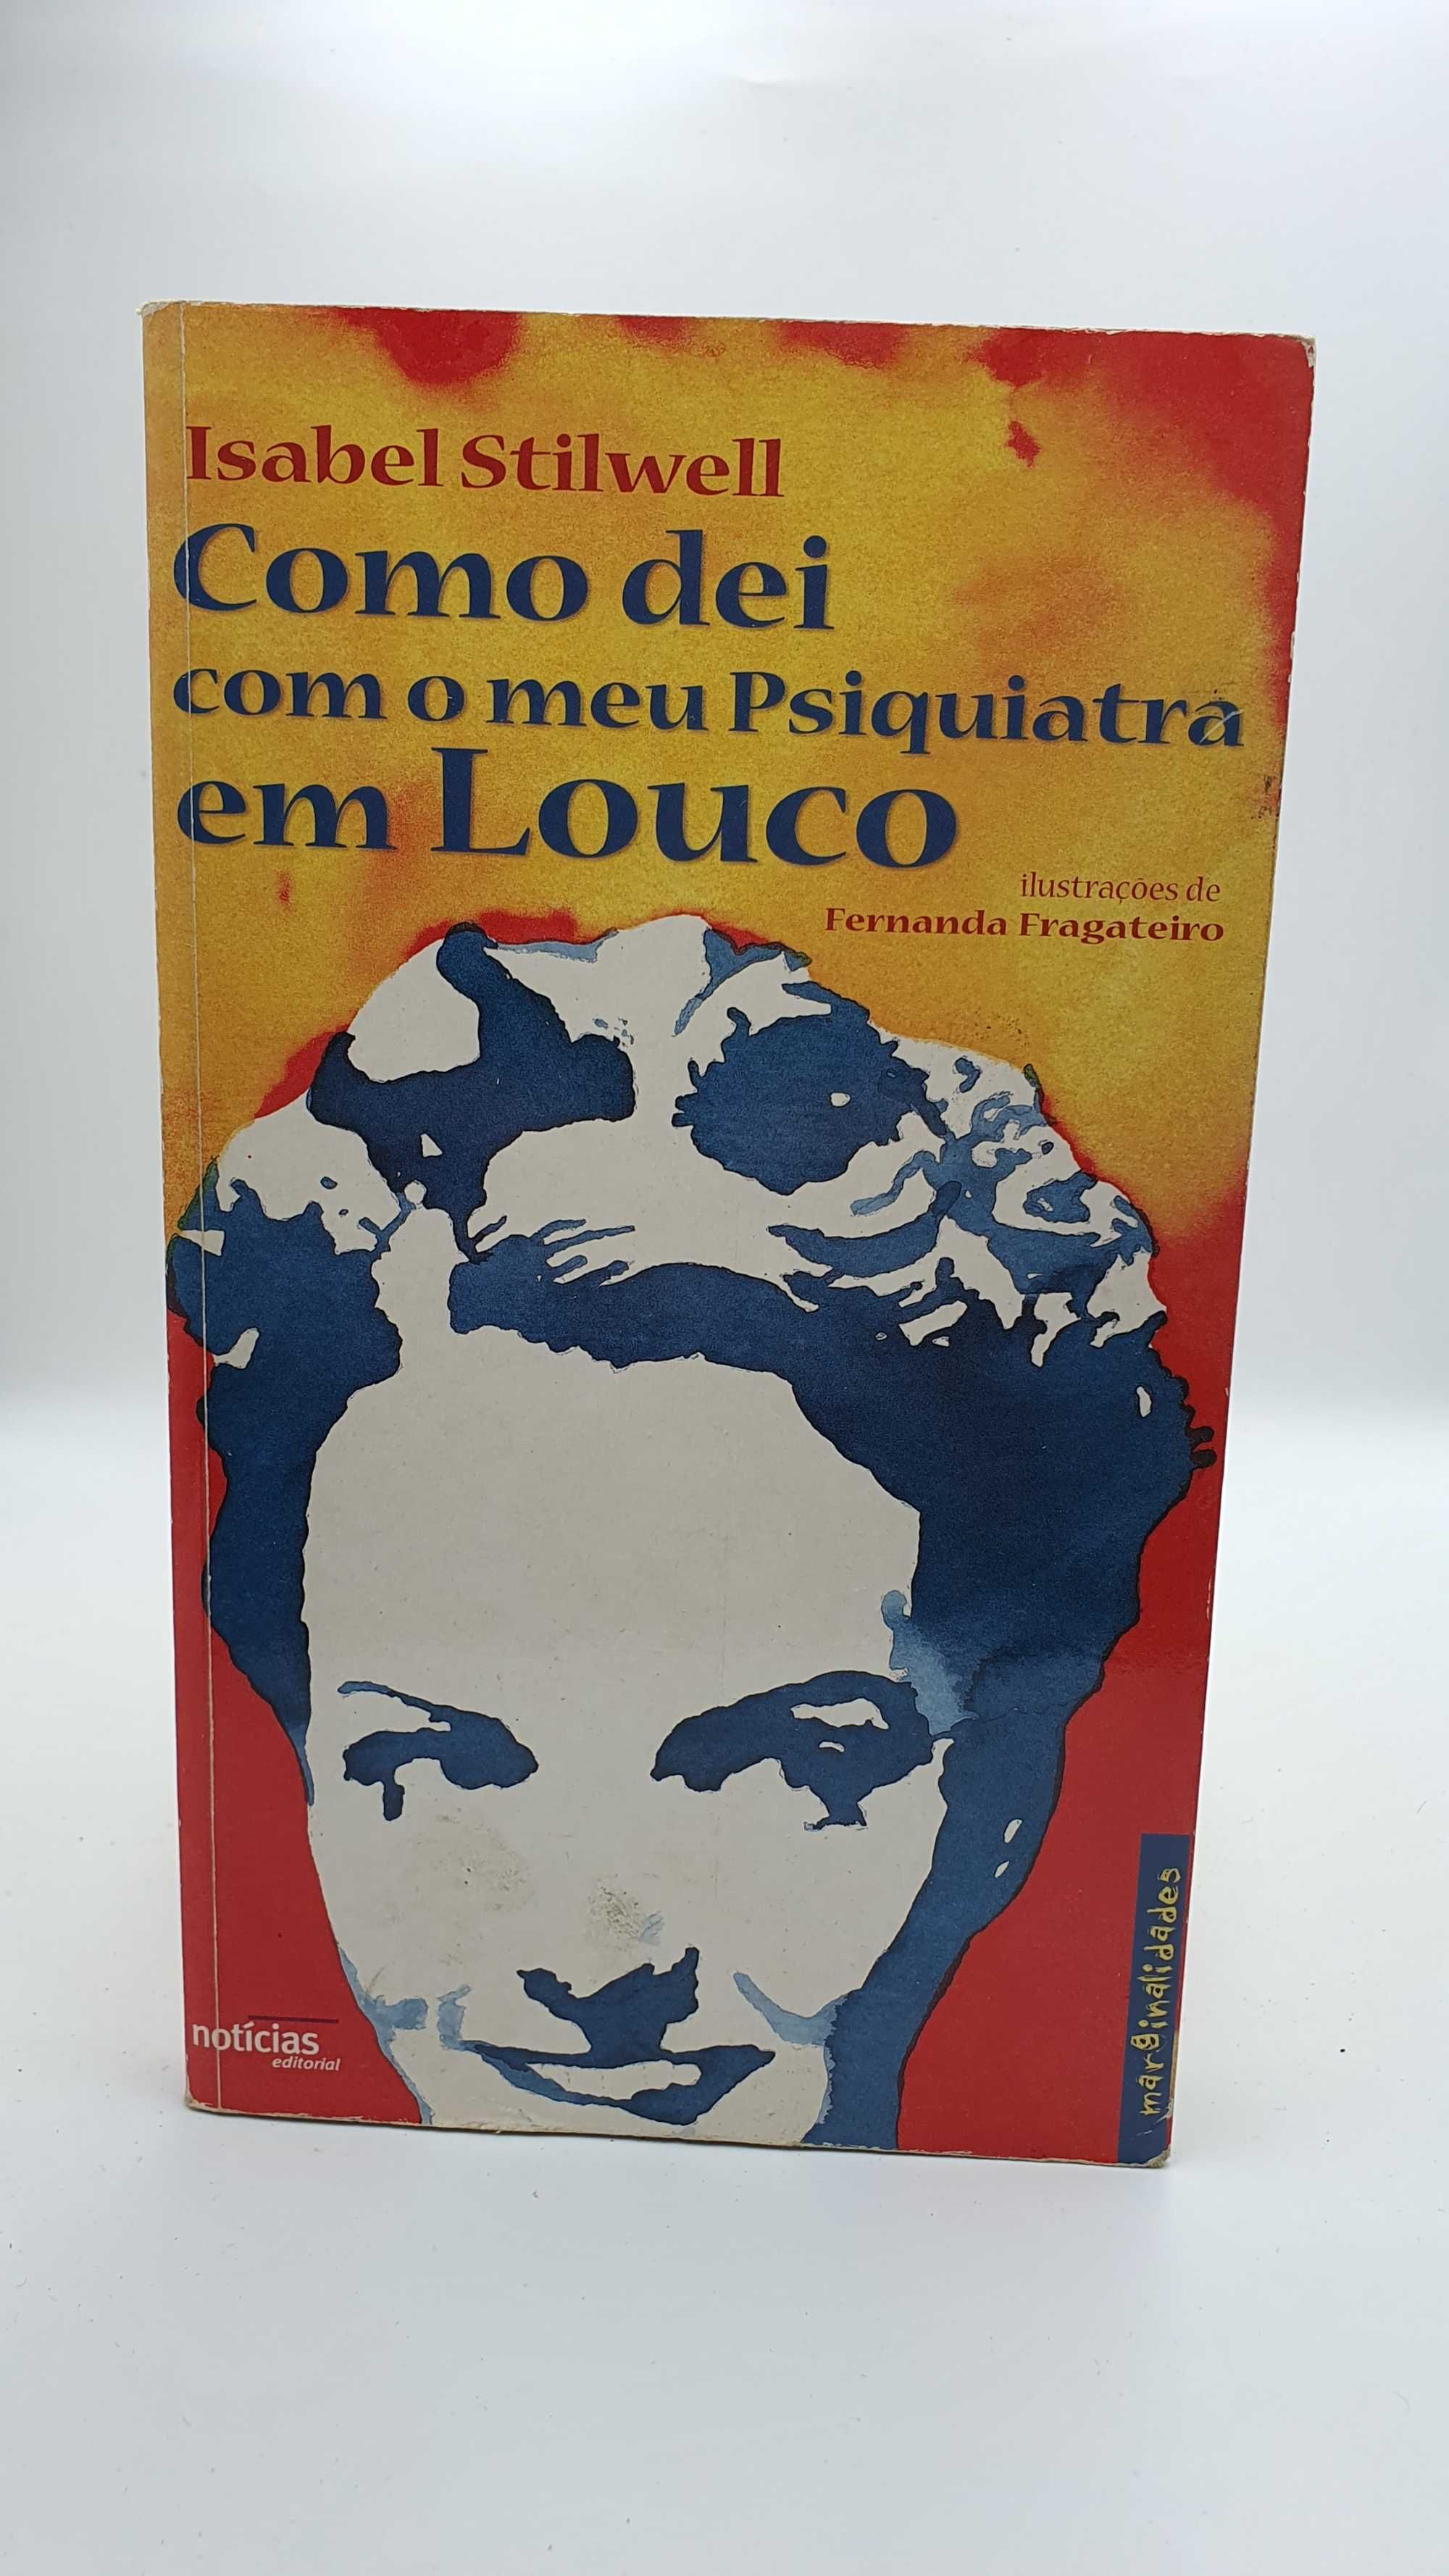 Isabel Stilwell
Como dei
com o meu Psiquiatra
em Louco
ilustrações de
Fernanda Fragateiro
notícias
editorial
marginalidades